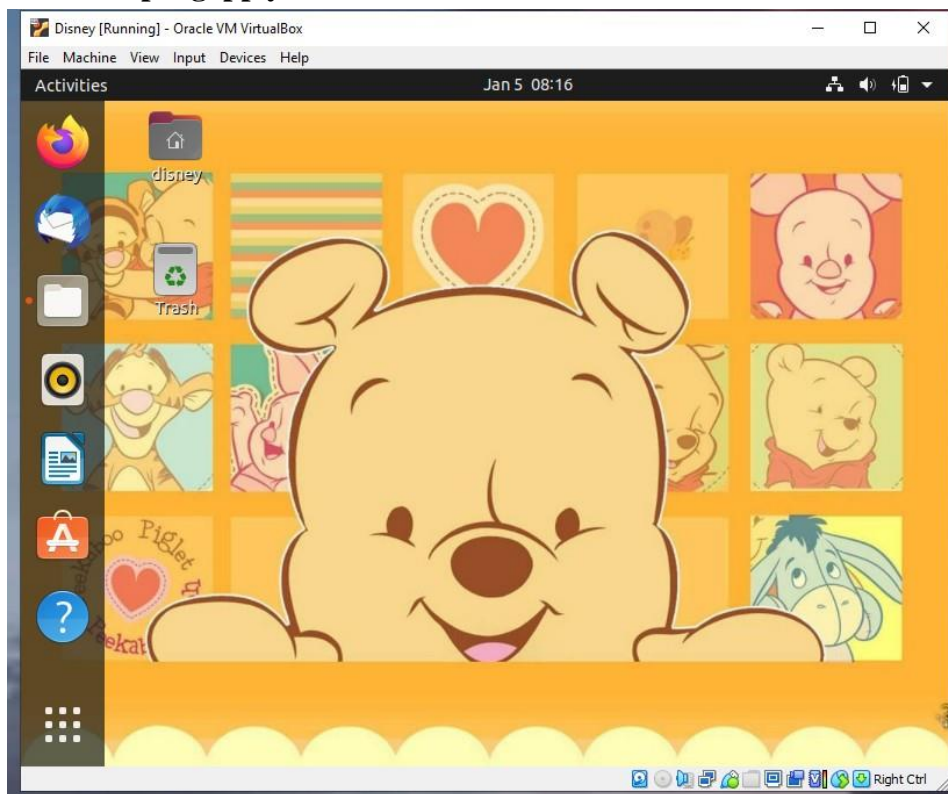 Disney [Running] - Oracle VM VirtualBox
File Machine View Input Devices Help
Activities
Jan 5 08:16
disney
Trash
Piglet
Right Ctrl